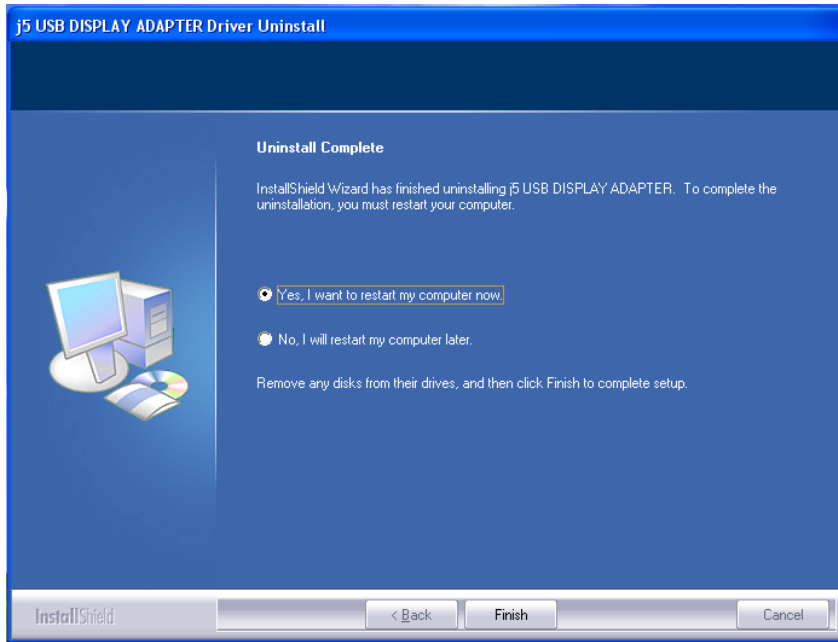 j5 USB DISPLAY ADAPTER Driver Uninstall
Uninstall Complete
InstallShield Wizard has finished uninstalling j5 USB DISPLAY ADAPTER. To complete the
uninstallation, you must restart your computer.
Yes, I want to restart my computer now.
No, I will restart my computer later.
Remove any disks from their drives, and then click Finish to complete setup.
InstallShield
< Back
Finish
Cancel